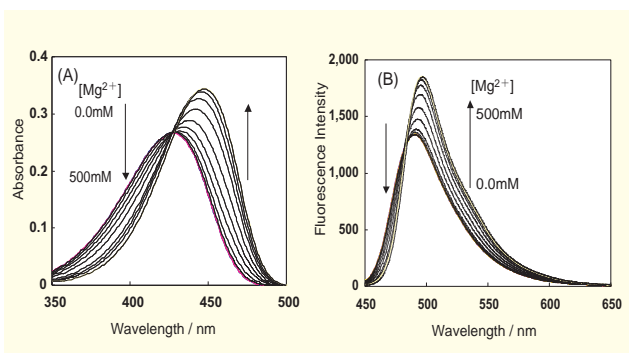 (A)
[Mg2+]
0.0mM
500mM
0.4
0.3
0.2
0.1
0
Absorbance
350 400 450 500
Wavelength / nm
(B)
[Mg2+]
500mM
0.0mM
2,000
1,500
1,000
500
0
Fluorescence Intensity
450 500 550 600 650
Wavelength / nm